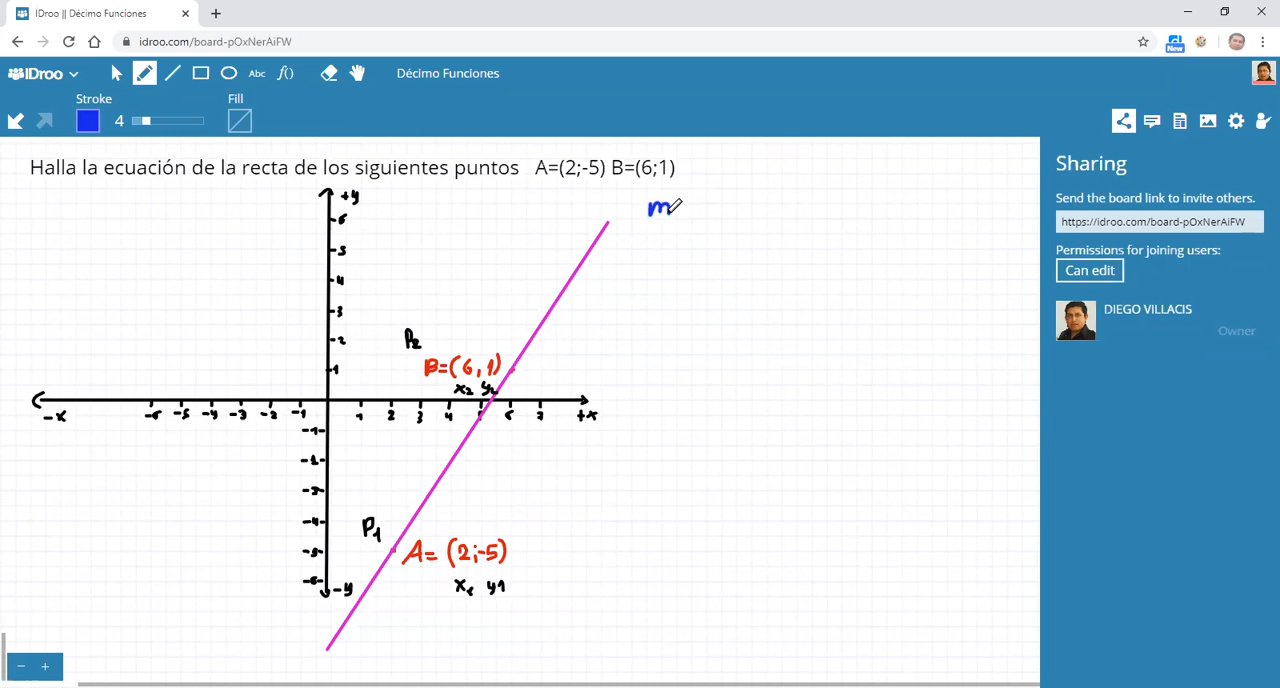 IDroo || Décimo Funciones
idroo.com/board-pOxNerAiFW
New
IDroo Abc f() Décimo Funciones
Stroke Fill
4
Halla la ecuación de la recta de los siguientes puntos A=(2;-5) B=(6;1)
+y
m
6
5
4
3
2
P2
1
B=(6,1)
x2 y2
-6 -5 -4 -3 -2 -1 1 2 3 4 5 6 7
-x +x
-1
-2
-3
-4
P1
-5
A=(2;-5)
-6
-y
x1 y1
Sharing
Send the board link to invite others.
https://idroo.com/board-pOxNerAiFW
Permissions for joining users:
Can edit
DIEGO VILLACIS
Owner